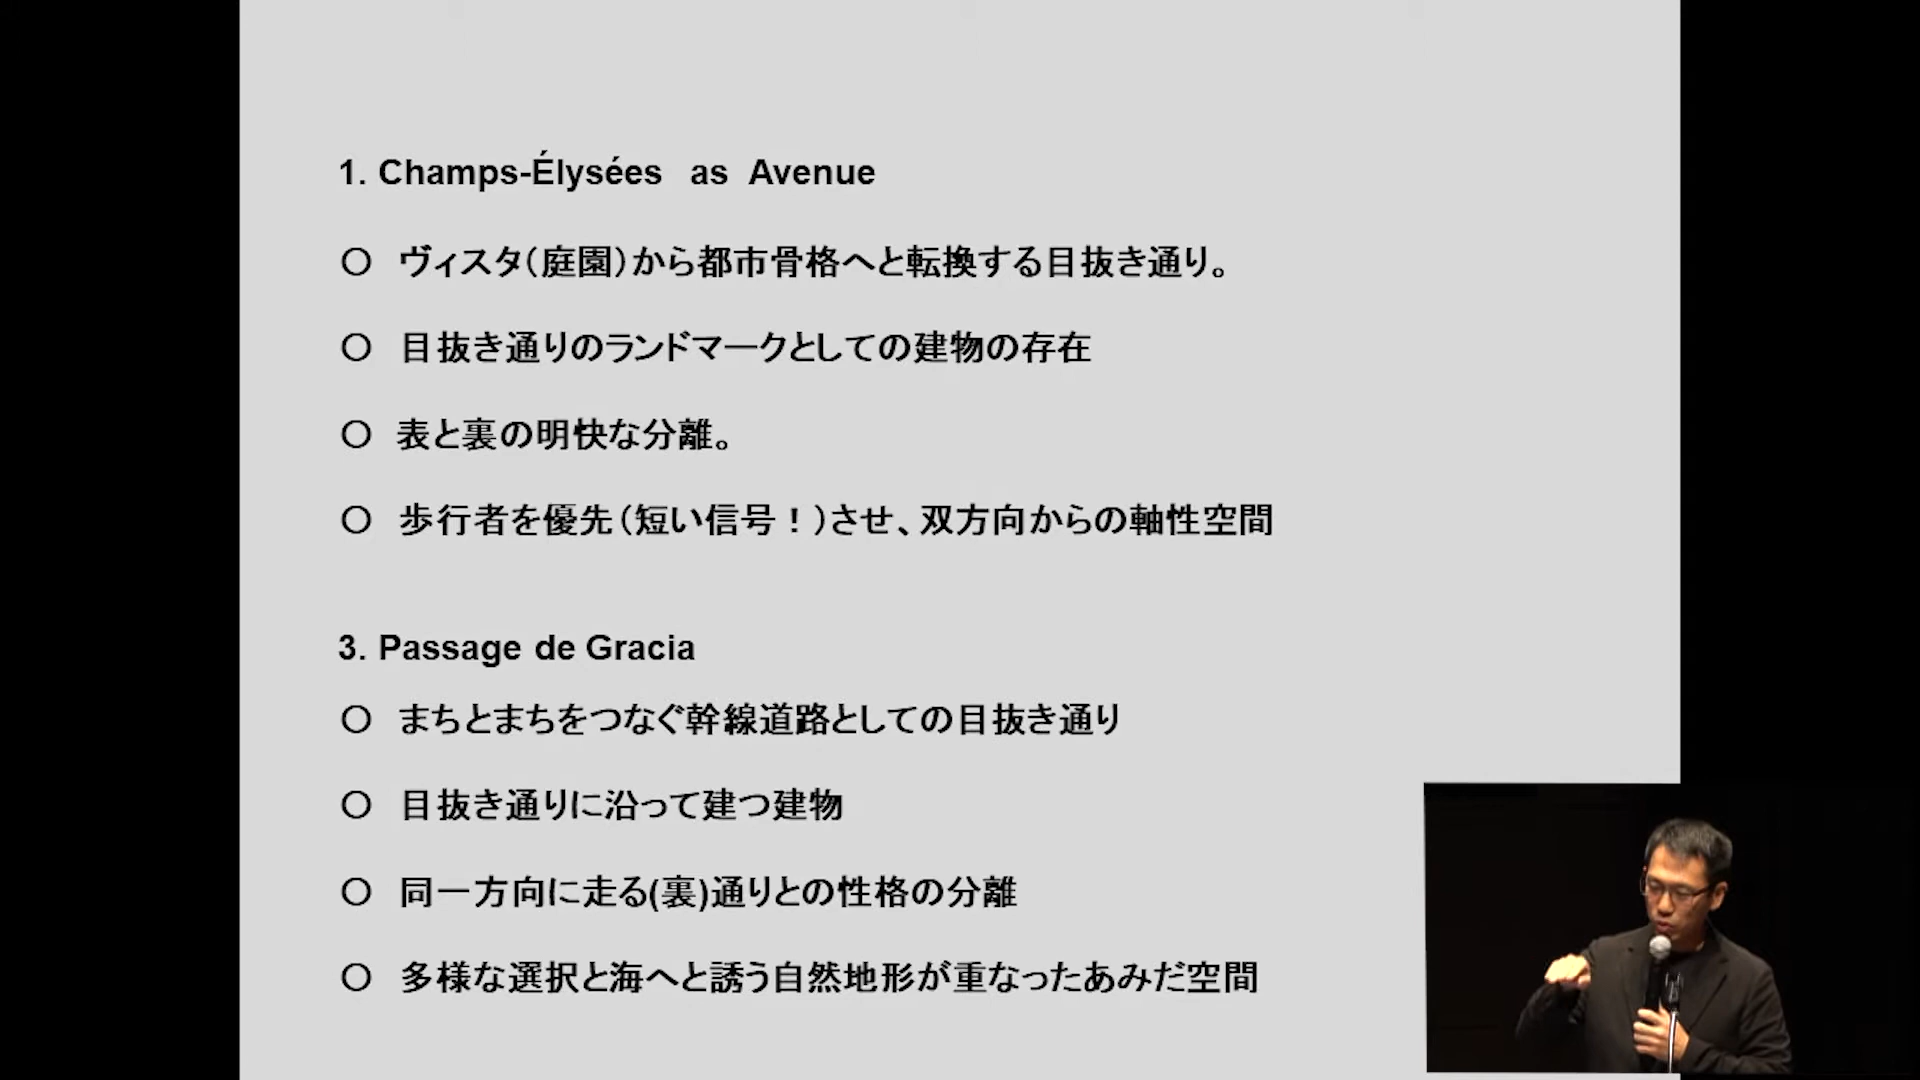 1. Champs-Élysées as Avenue
〇 ヴィスタ（庭園）から都市骨格へと転換する目抜き通り。
〇 目抜き通りのランドマークとしての建物の存在
〇 表と裏の明快な分離。
〇 歩行者を優先（短い信号！）させ、双方向からの軸性空間
3. Passage de Gracia
〇 まちとまちをつなぐ幹線道路としての目抜き通り
〇 目抜き通りに沿って建つ建物
〇 同一方向に走る(裏)通りとの性格の分離
〇 多様な選択と海へと誘う自然地形が重なったあみだ空間